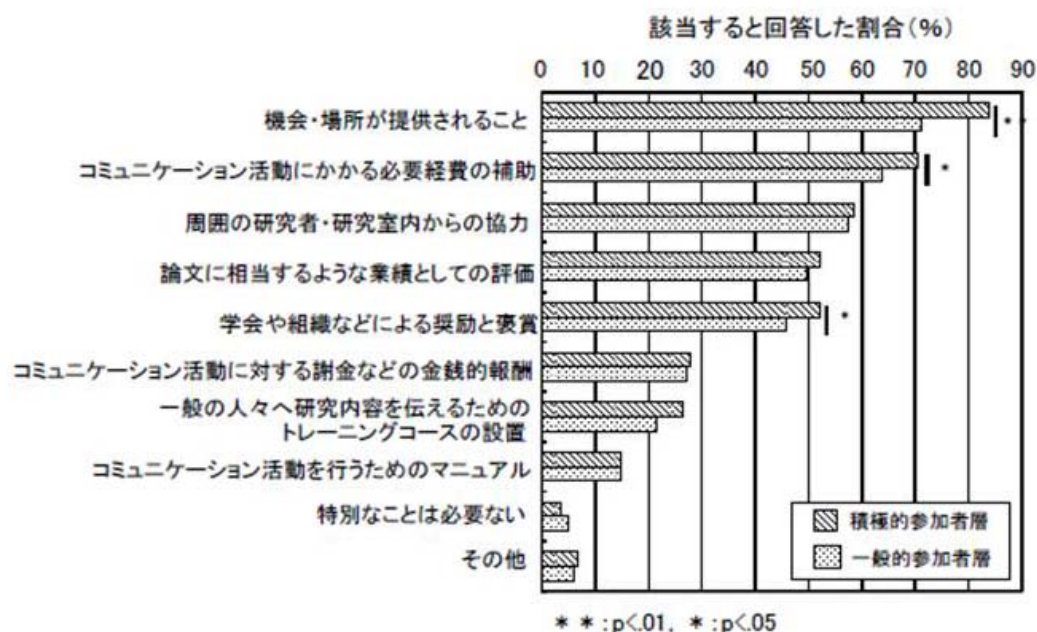 該当すると回答した割合(%)
0 10 20 30 40 50 60 70 80 90
機会・場所が提供されること
* *
コミュニケーション活動にかかる必要経費の補助
*
周囲の研究者・研究室内からの協力
論文に相当するような業績としての評価
学会や組織などによる奨励と褒賞
*
コミュニケーション活動に対する謝金などの金銭的報酬
一般の人々へ研究内容を伝えるための
トレーニングコースの設置
コミュニケーション活動を行うためのマニュアル
特別なことは必要ない
その他
積極的参加者層
一般的参加者層
* * :p<.01, * :p<.05